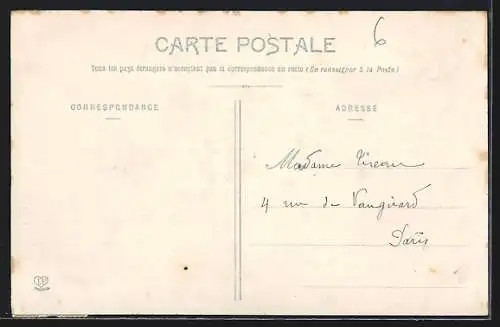 CARTE POSTALE
6
Tous les pays étrangers n'acceptent pas la correspondance au recto (Se renseigner à la Poste)
CORRESPONDANCE
ADRESSE
Madame
4 rue de Vaugirard
Paris